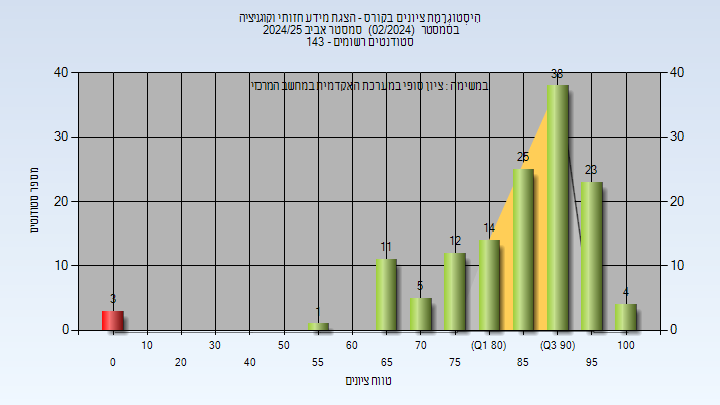 הִיסְטוֹגְרָמַת ציונים בקורס - הצגת מידע חזותי וקוגניציה
בסמסטר (02/2024) סמסטר אביב 2024/25
סטודנטים רשומים - 143
במשימה : ציון סופי במערכת האקדמית במחשב המרכזי
מספר סטודנטים
40 30 20 10 0
3 1 11 5 12 14 25 38 23 4
40 30 20 10 0
10 30 50 60 70 (Q1 80) (Q3 90) 100
0 20 40 55 65 75 85 95
טווח ציונים